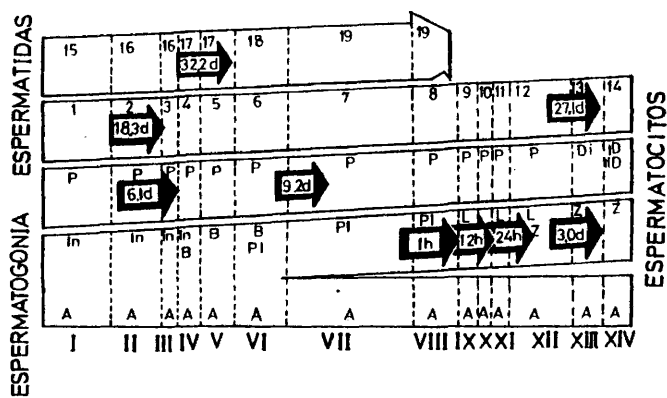 ESPERMATIDAS
ESPERMATOGONIA
ESPERMATOCITOS
15 16 16 17 17 18 19 19
32,2 d
1 2 3 4 5 6 7 8 9 10 11 12 13 14
18,3d 27,1d
P P P P P P P P P P P P Di D
IID
6,1d 9,2d
In In In In B B Pl Pl L L L Z Z
B Pl Z
1h 12h 24h 3,0d
A A A A A A A A A A A A A A
I II III IV V VI VII VIII IX X XI XII XIII XIV